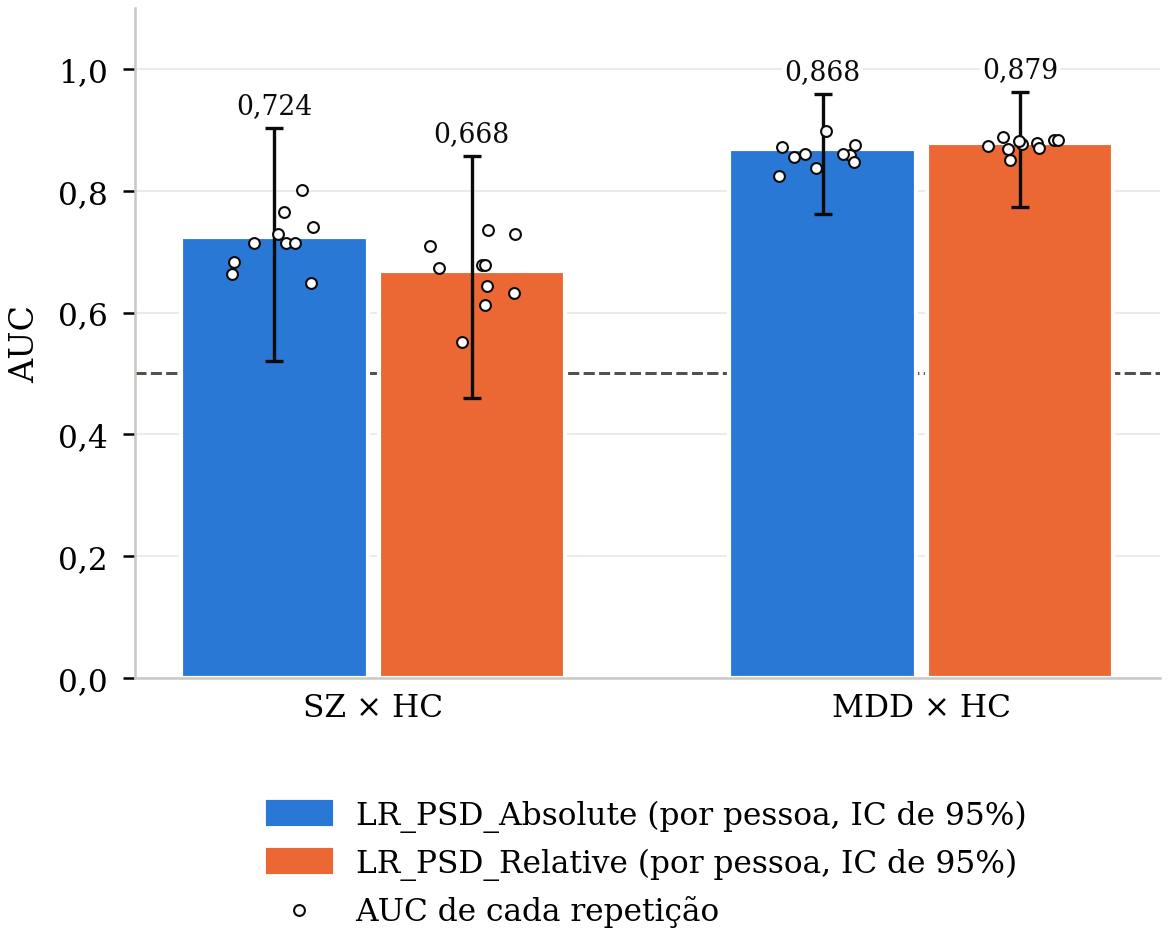 AUC
1,0
0,8
0,6
0,4
0,2
0,0
0,724
0,668
0,868
0,879
SZ × HC
MDD × HC
LR_PSD_Absolute (por pessoa, IC de 95%)
LR_PSD_Relative (por pessoa, IC de 95%)
AUC de cada repetição